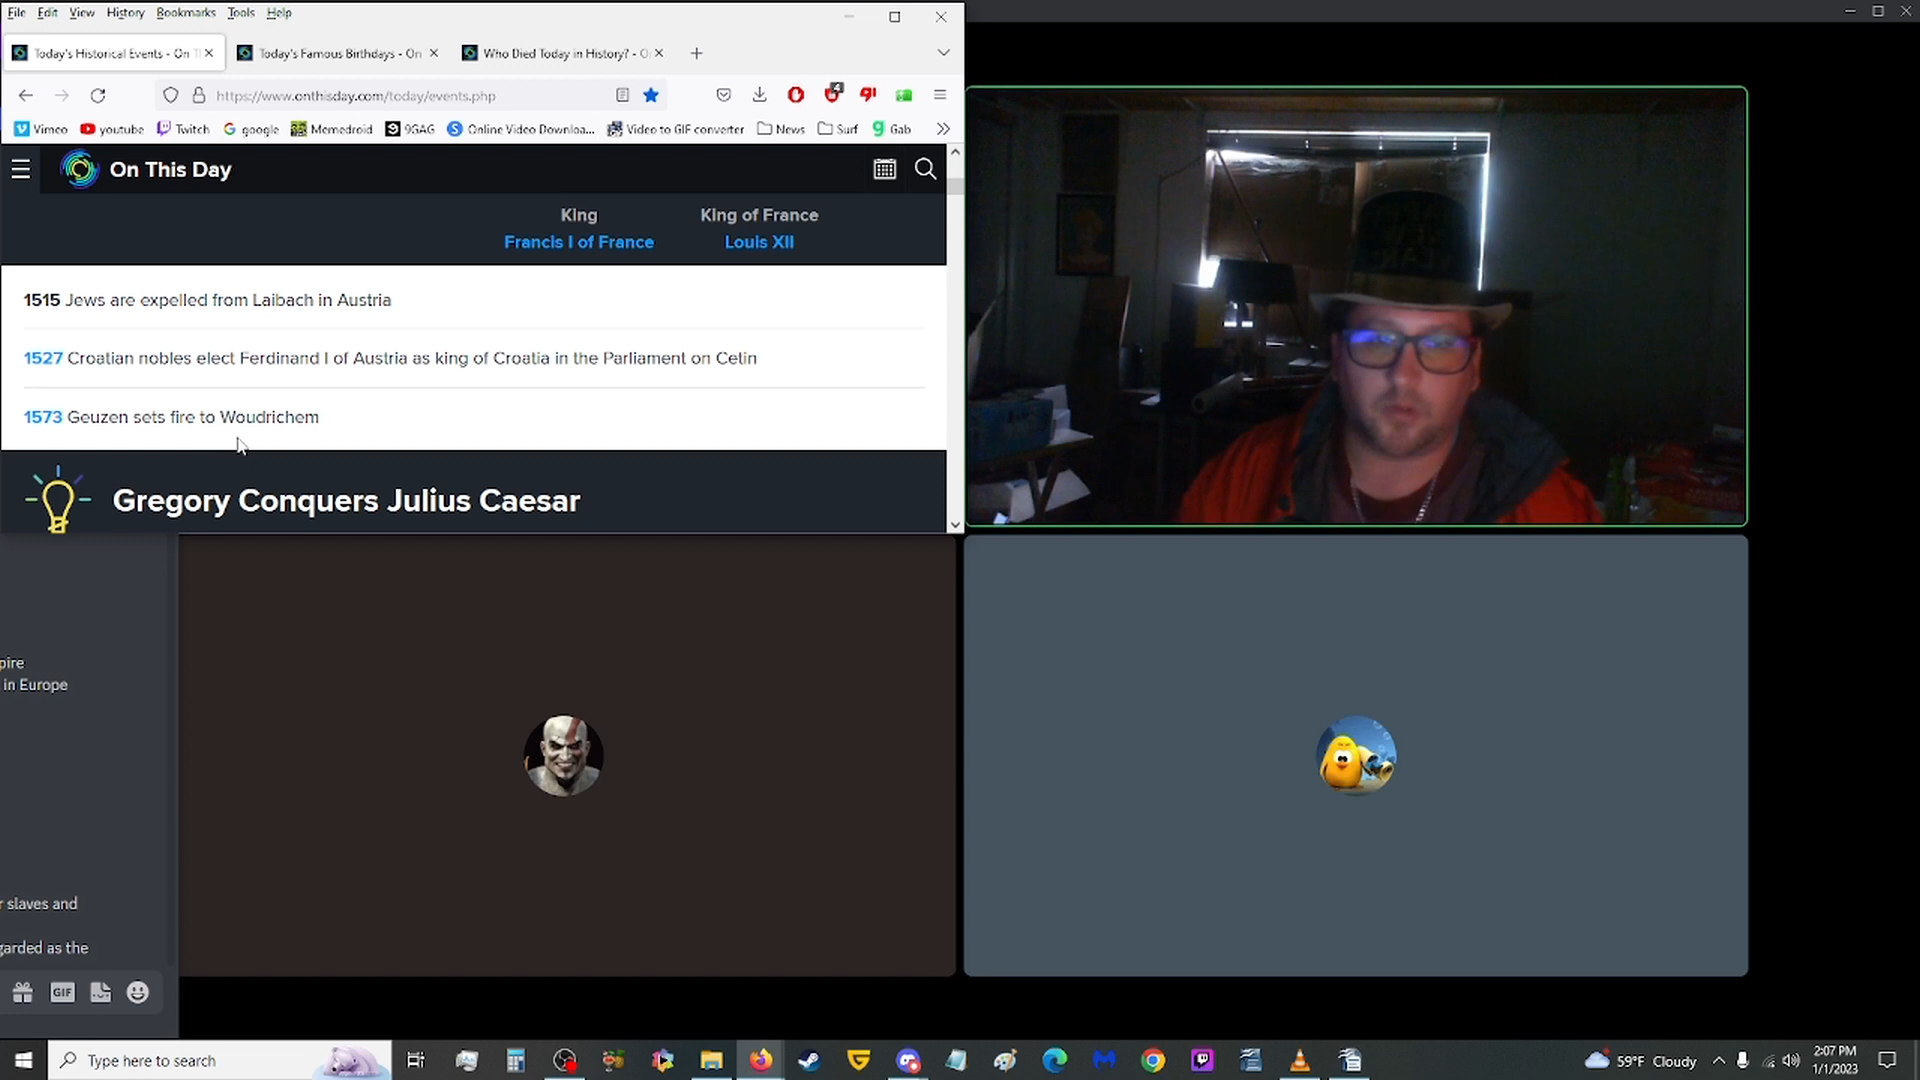 File Edit View History Bookmarks Tools Help
Today's Historical Events - On T
Today's Famous Birthdays - On
Who Died Today in History? - O
https://www.onthisday.com/today/events.php
4
Vimeo youtube Twitch google Memedroid 9GAG Online Video Downloa... Video to GIF converter News Surf Gab
On This Day
King
Francis I of France
King of France
Louis XII
1515 Jews are expelled from Laibach in Austria
1527 Croatian nobles elect Ferdinand I of Austria as king of Croatia in the Parliament on Cetin
1573 Geuzen sets fire to Woudrichem
Gregory Conquers Julius Caesar
pire
in Europe
r slaves and
garded as the
GIF
Type here to search
59°F Cloudy
2:07 PM
1/1/2023